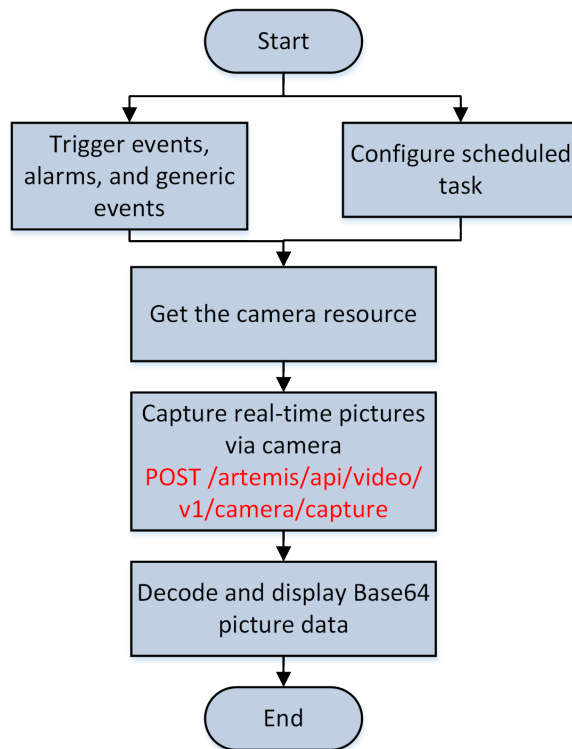 Start
Trigger events,
alarms, and generic
events
Configure scheduled
task
Get the camera resource
Capture real-time pictures
via camera
POST /artemis/api/video/
v1/camera/capture
Decode and display Base64
picture data
End